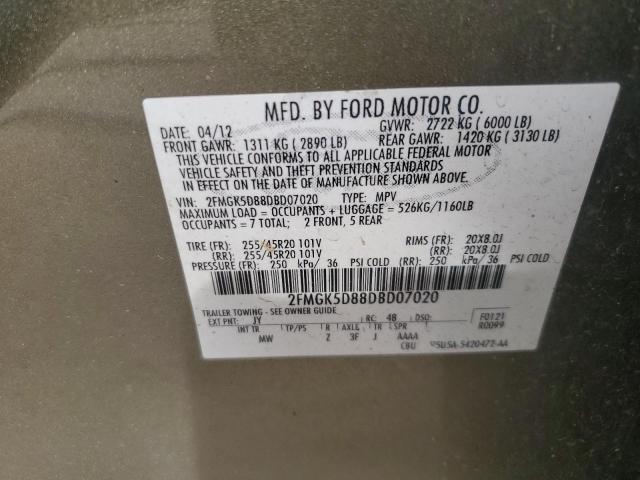 MFD. BY FORD MOTOR CO.
DATE: 04/12 GVWR: 2722 KG ( 6000 LB)
FRONT GAWR: 1311 KG ( 2890 LB) REAR GAWR: 1420 KG ( 3130 LB)
THIS VEHICLE CONFORMS TO ALL APPLICABLE FEDERAL MOTOR
VEHICLE SAFETY AND THEFT PREVENTION STANDARDS
IN EFFECT ON THE DATE OF MANUFACTURE SHOWN ABOVE.
VIN: 2FMGK5D88DBD07020 TYPE: MPV
MAXIMUM LOAD = OCCUPANTS + LUGGAGE = 526KG/1160LB
OCCUPANTS = 7 TOTAL; 2 FRONT, 5 REAR
TIRE (FR): 255/45R20 101V RIMS (FR): 20X8.0J
(RR): 255/45R20 101V (RR): 20X8.0J
PRESSURE (FR): 250 kPa/ 36 PSI COLD (RR): 250 kPa/ 36 PSI COLD
2FMGK5D88DBD07020
TRAILER TOWING - SEE OWNER GUIDE
EXT PNT: JY RC: 48 DSO: F0121
R0099
INT TR TP/PS R AXLE TR SPR
MW Z 3F J AAAA
CBU 5U5A-5420472-AA